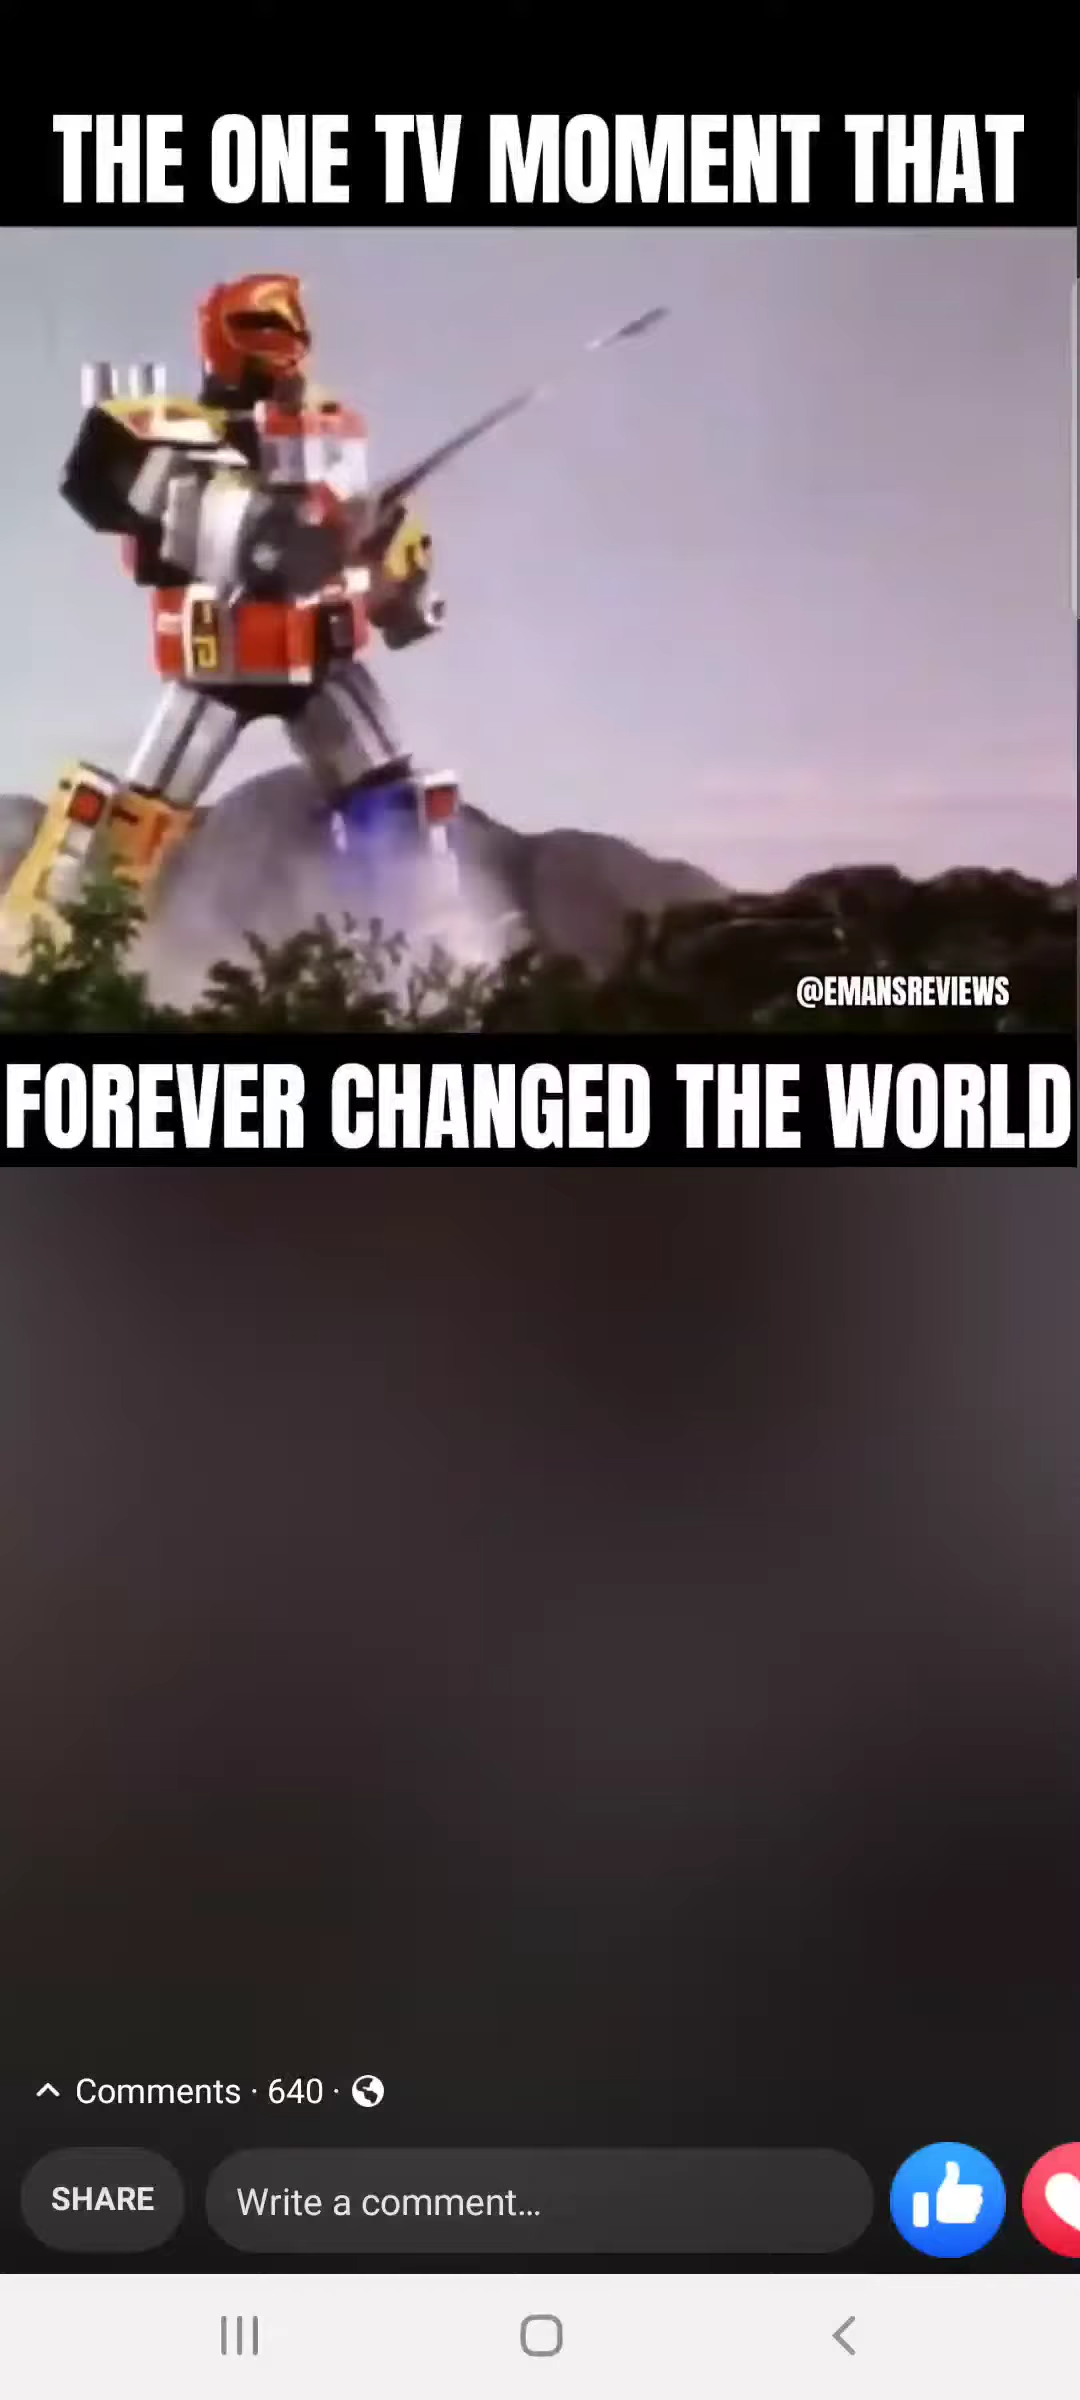 THE ONE TV MOMENT THAT
@EMANSREVIEWS
FOREVER CHANGED THE WORLD
Comments · 640 ·
SHARE
Write a comment...